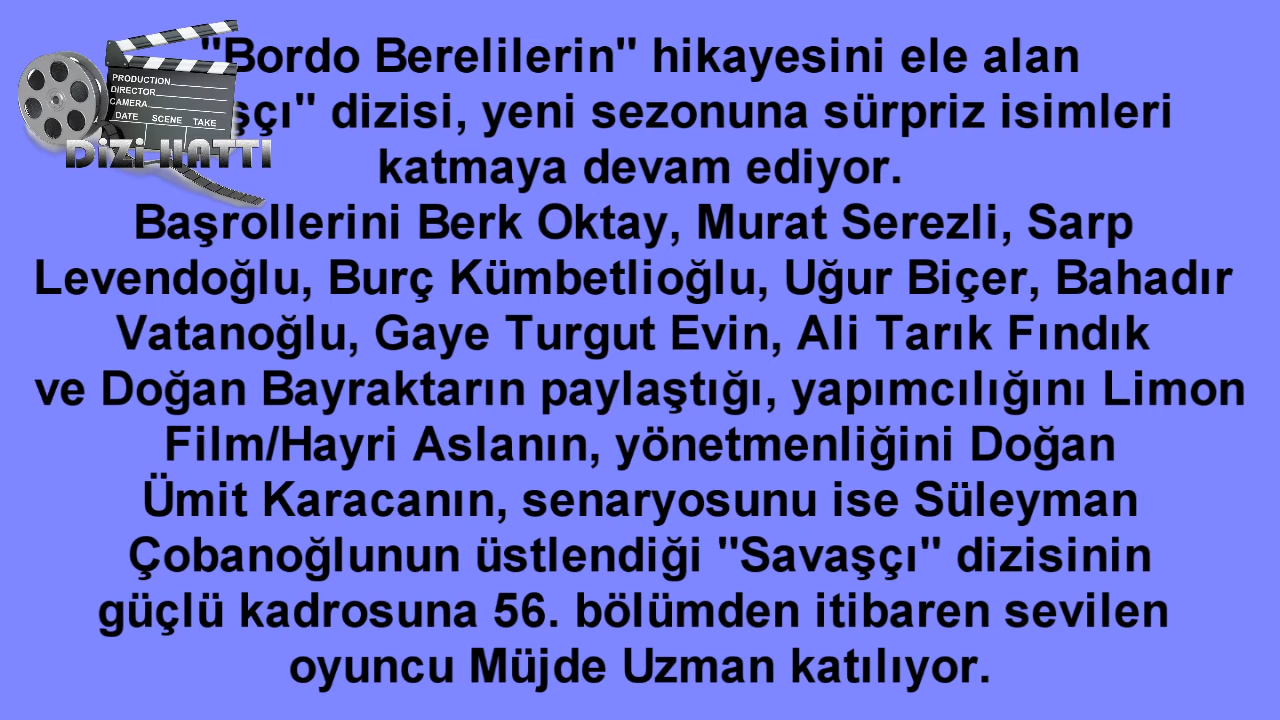 "Bordo Berelilerin" hikayesini ele alan
şçı" dizisi, yeni sezonuna sürpriz isimleri
katmaya devam ediyor.
Başrollerini Berk Oktay, Murat Serezli, Sarp
Levendoğlu, Burç Kümbetlioğlu, Uğur Biçer, Bahadır
Vatanoğlu, Gaye Turgut Evin, Ali Tarık Fındık
ve Doğan Bayraktarın paylaştığı, yapımcılığını Limon
Film/Hayri Aslanın, yönetmenliğini Doğan
Ümit Karacanın, senaryosunu ise Süleyman
Çobanoğlunun üstlendiği "Savaşçı" dizisinin
güçlü kadrosuna 56. bölümden itibaren sevilen
oyuncu Müjde Uzman katılıyor.
PRODUCTION
DIRECTOR
CAMERA
DATE SCENE TAKE
DiZi HATTI